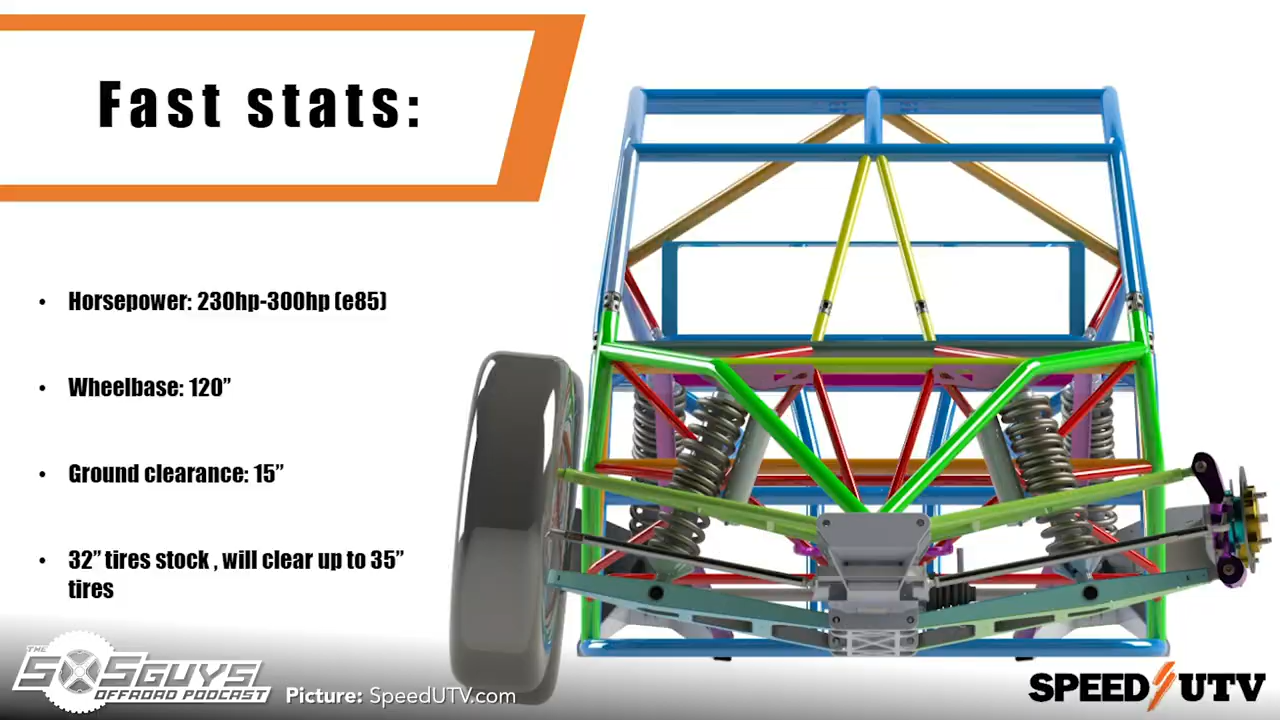 Fast stats:
• Horsepower: 230hp-300hp (e85)
• Wheelbase: 120”
• Ground clearance: 15”
• 32” tires stock , will clear up to 35”
tires
THE
SXSGUYS
OFFROAD PODCAST
Picture: SpeedUTV.com
SPEED UTV